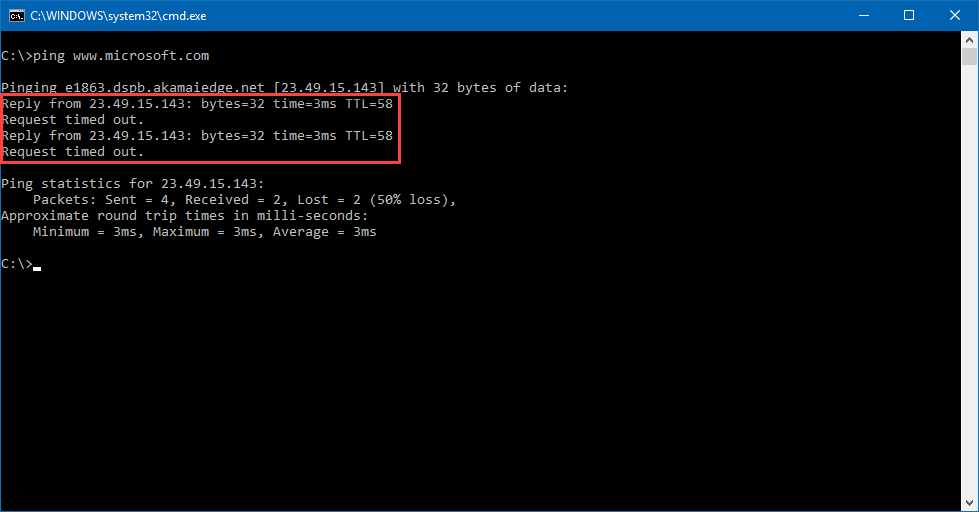 C:\WINDOWS\system32\cmd.exe
C:\>ping www.microsoft.com
Pinging e1863.dspb.akamaiedge.net [23.49.15.143] with 32 bytes of data:
Reply from 23.49.15.143: bytes=32 time=3ms TTL=58
Request timed out.
Reply from 23.49.15.143: bytes=32 time=3ms TTL=58
Request timed out.
Ping statistics for 23.49.15.143:
    Packets: Sent = 4, Received = 2, Lost = 2 (50% loss),
Approximate round trip times in milli-seconds:
    Minimum = 3ms, Maximum = 3ms, Average = 3ms
C:\>